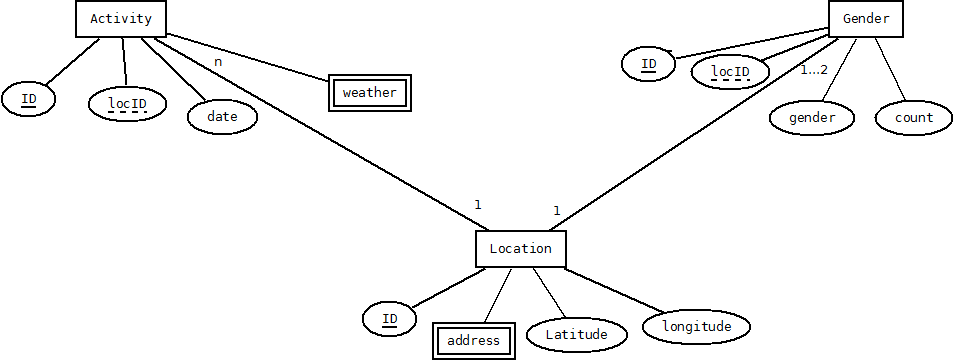 Activity
Gender
n
ID
1...2
ID
locID
weather
locID
date
gender
count
1
1
Location
ID
address
Latitude
longitude